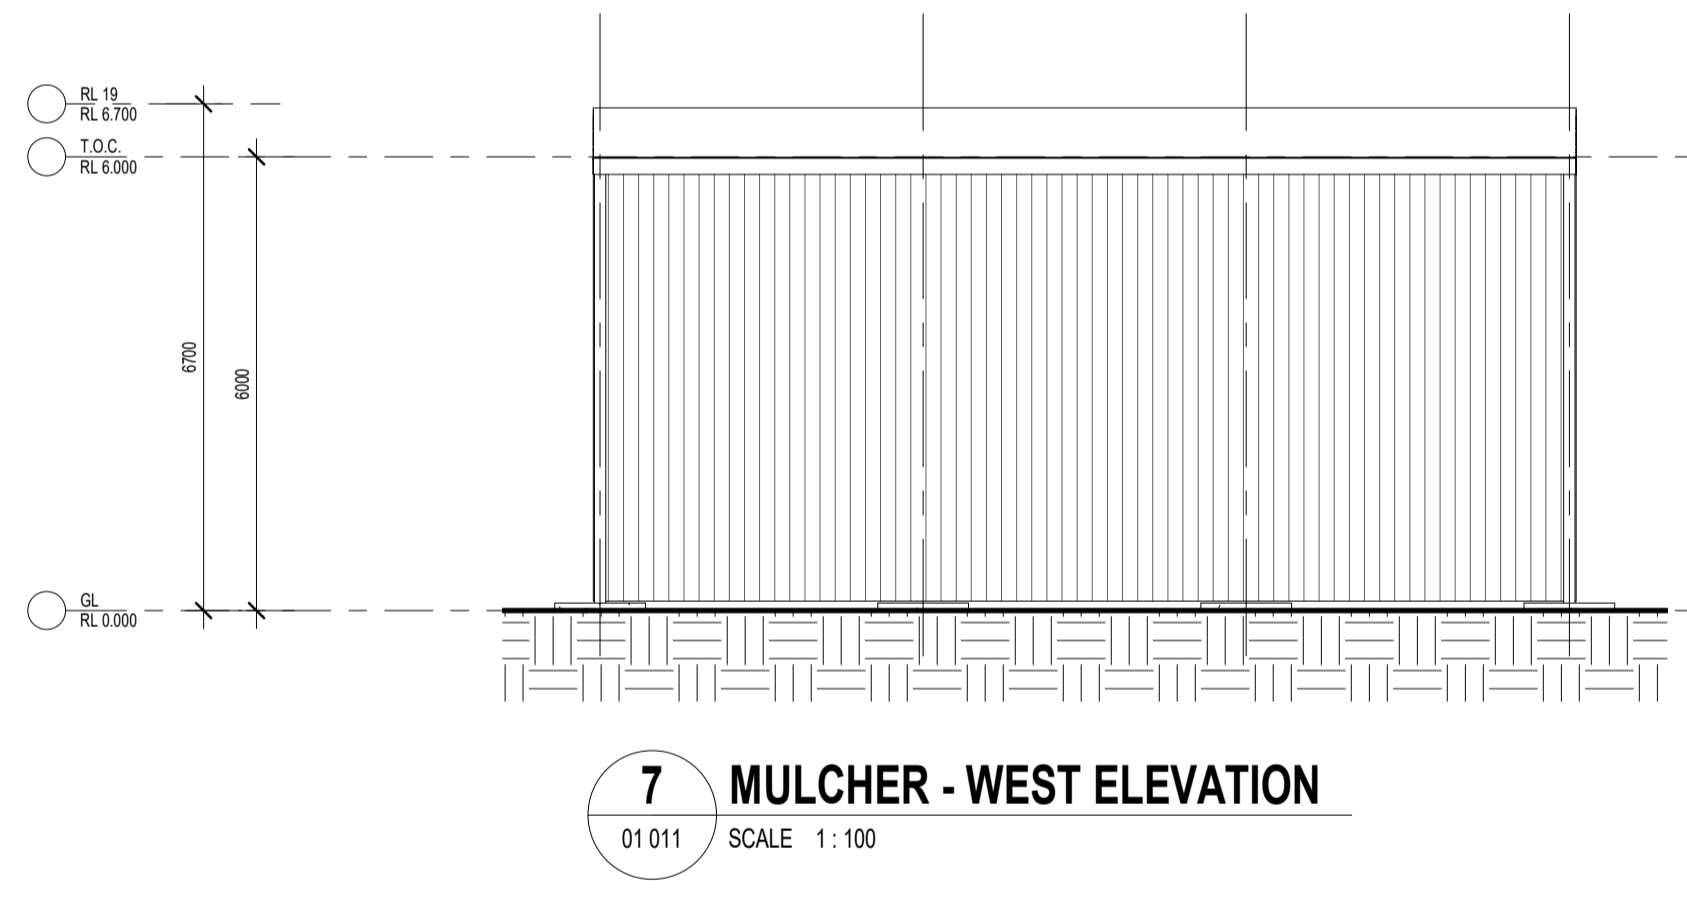 RL 19
RL 6.700
T.O.C.
RL 6.000
6700
6000
GL
RL 0.000
7
MULCHER - WEST ELEVATION
01 011
SCALE 1 : 100